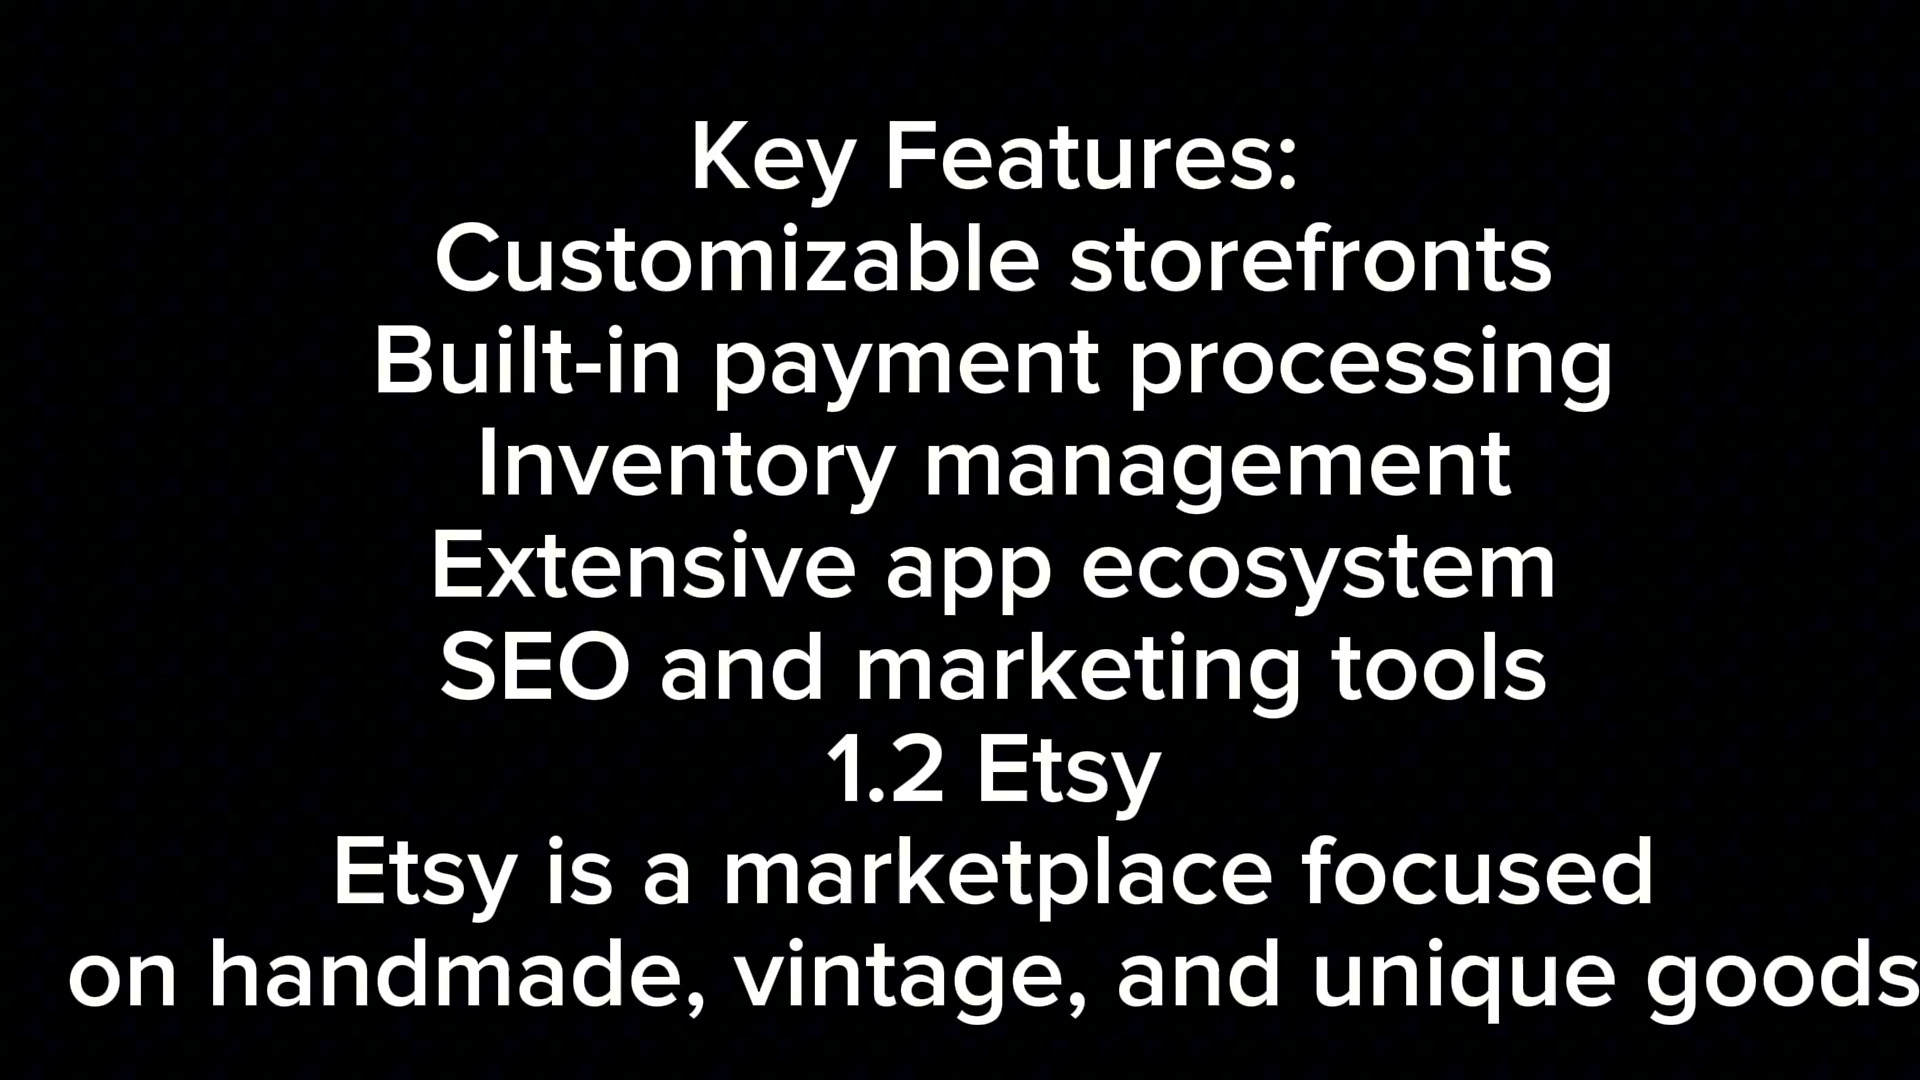 Key Features:
Customizable storefronts
Built-in payment processing
Inventory management
Extensive app ecosystem
SEO and marketing tools
1.2 Etsy
Etsy is a marketplace focused
on handmade, vintage, and unique goods